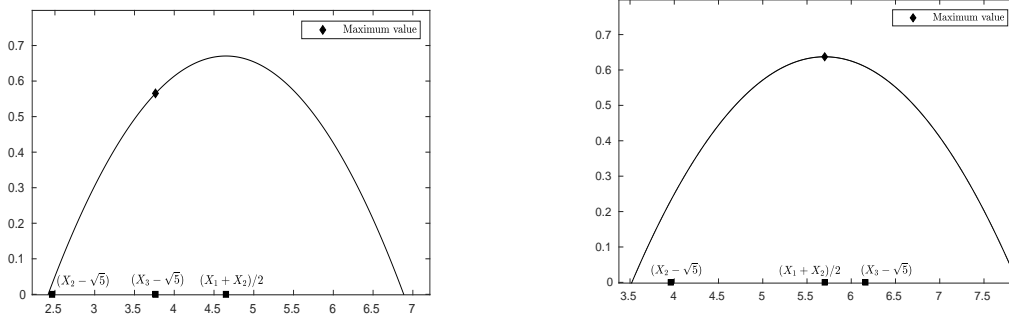 Maximum value
0.7
0.6
0.5
0.4
0.3
0.2
0.1
0
(X₂ − √5) (X₃ − √5) (X₁ + X₂)/2
2.5 3 3.5 4 4.5 5 5.5 6 6.5 7
Maximum value
0.7
0.6
0.5
0.4
0.3
0.2
0.1
0
(X₂ − √5) (X₁ + X₂)/2 (X₃ − √5)
3.5 4 4.5 5 5.5 6 6.5 7 7.5